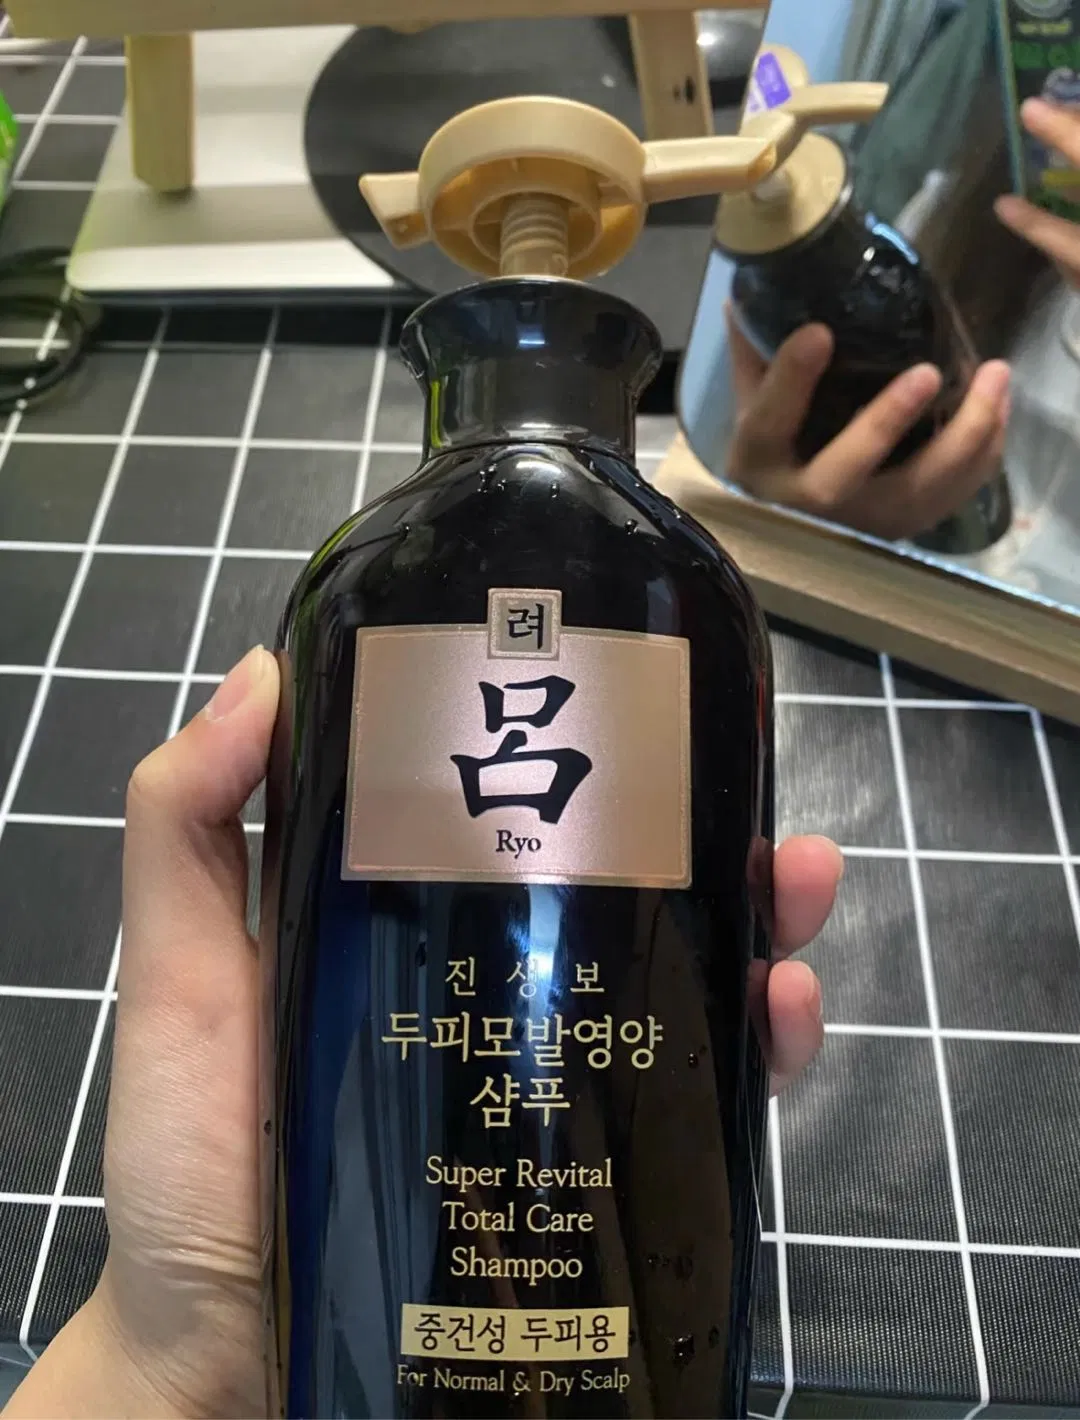 려
呂
Ryo
진생보
두피모발영양
샴푸
Super Revital
Total Care
Shampoo
중건성 두피용
For Normal & Dry Scalp